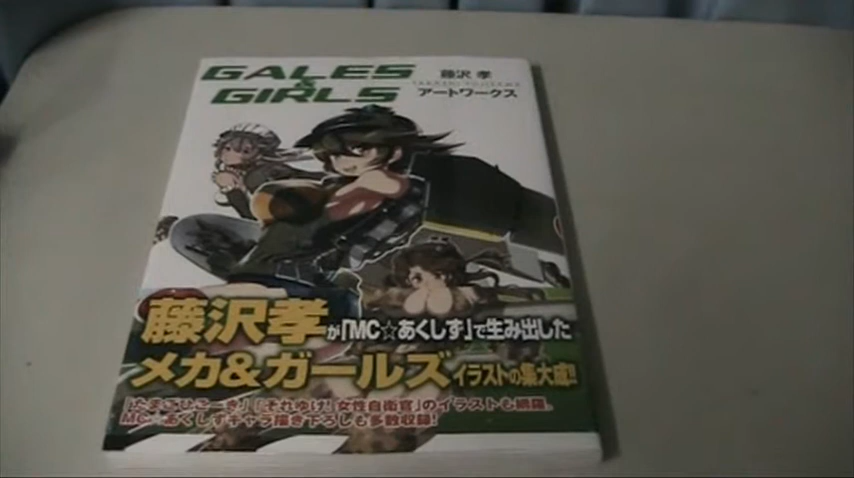 GALES
&
GIRLS
藤沢 孝
TAKASHI FUJISAWA
アートワークス
藤沢孝が「MC☆あくしず」で生み出した
メカ&ガールズイラストの集大成!!
「たまごひこーき」「それゆけ!女性自衛官」のイラストも網羅。
MC☆あくしずキャラ描き下ろしも多数収録!